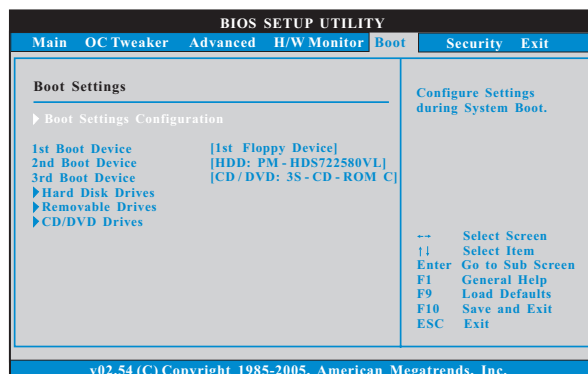 BIOS SETUP UTILITY
Main OC Tweaker Advanced H/W Monitor Boot Security Exit
Boot Settings
Boot Settings Configuration
1st Boot Device [1st Floppy Device]
2nd Boot Device [HDD: PM-HDS722580VL]
3rd Boot Device [CD/DVD: 3S-CD-ROM C]
Hard Disk Drives
Removable Drives
CD/DVD Drives
Configure Settings
during System Boot.
←→ Select Screen
↑↓ Select Item
Enter Go to Sub Screen
F1 General Help
F9 Load Defaults
F10 Save and Exit
ESC Exit
v02.54 (C) Copyright 1985-2005, American Megatrends, Inc.